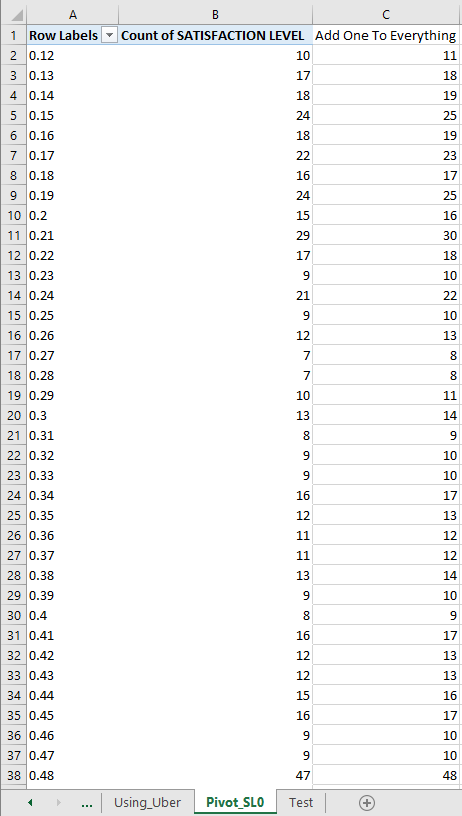 A B C
1 Row Labels Count of SATISFACTION LEVEL Add One To Everything
2 0.12 10 11
3 0.13 17 18
4 0.14 18 19
5 0.15 24 25
6 0.16 18 19
7 0.17 22 23
8 0.18 16 17
9 0.19 24 25
10 0.2 15 16
11 0.21 29 30
12 0.22 17 18
13 0.23 9 10
14 0.24 21 22
15 0.25 9 10
16 0.26 12 13
17 0.27 7 8
18 0.28 7 8
19 0.29 10 11
20 0.3 13 14
21 0.31 8 9
22 0.32 9 10
23 0.33 9 10
24 0.34 16 17
25 0.35 12 13
26 0.36 11 12
27 0.37 11 12
28 0.38 13 14
29 0.39 9 10
30 0.4 8 9
31 0.41 16 17
32 0.42 12 13
33 0.43 12 13
34 0.44 15 16
35 0.45 16 17
36 0.46 9 10
37 0.47 9 10
38 0.48 47 48
... Using_Uber Pivot_SL0 Test